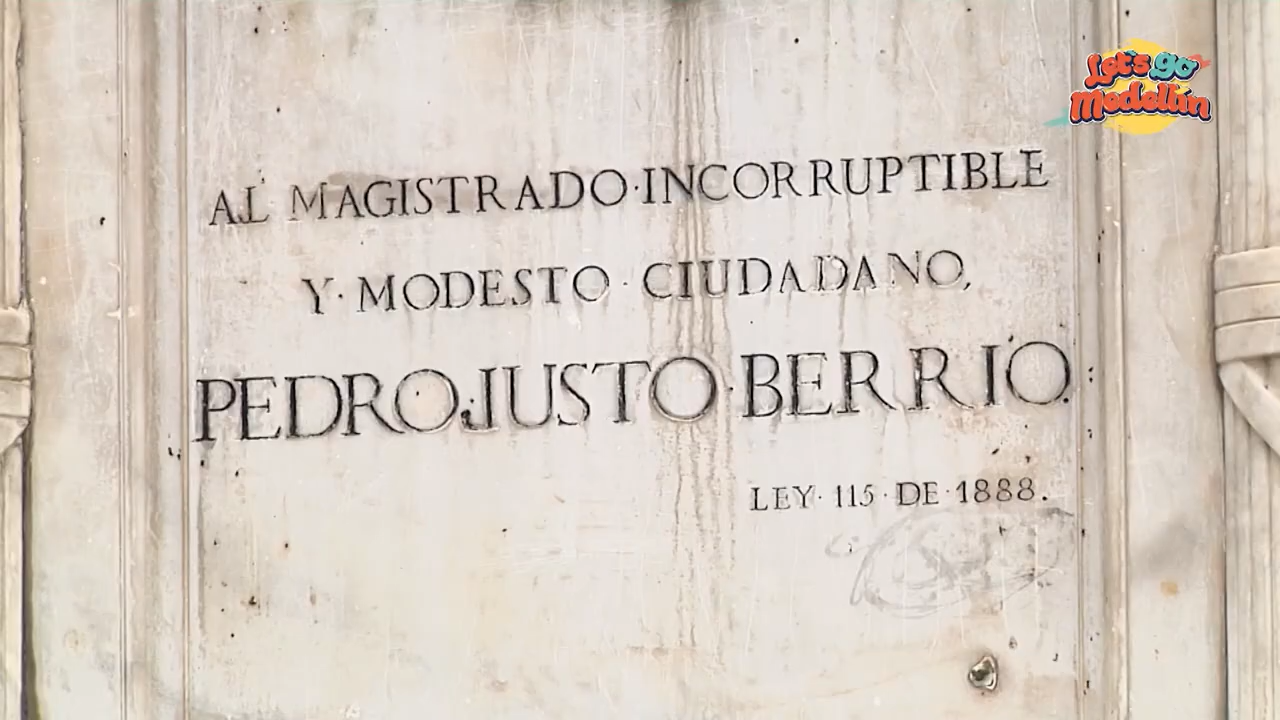 Let's go
Medellín
AL MAGISTRADO·INCORRUPTIBLE
Y·MODESTO·CIUDADANO,
PEDRO·JUSTO·BERRIO.
LEY·115·DE·1888.